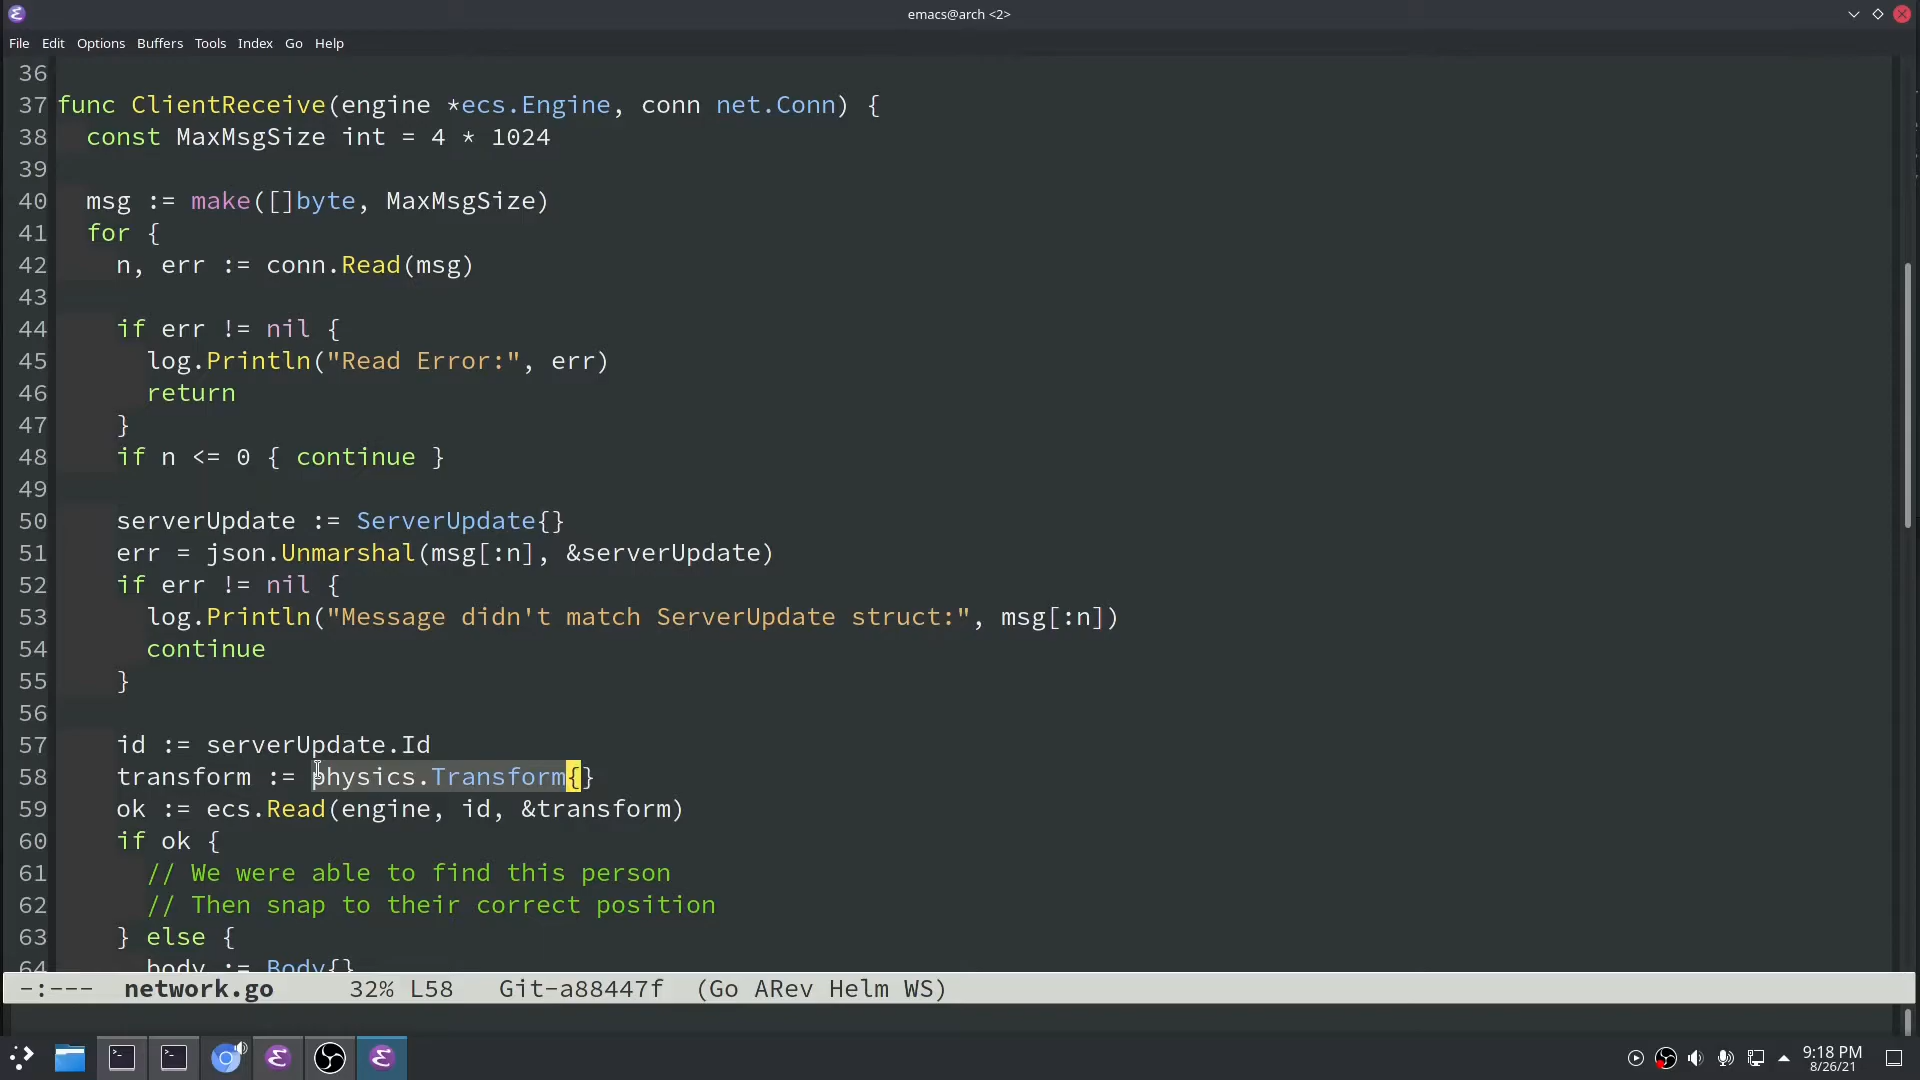 emacs@arch <2>
File Edit Options Buffers Tools Index Go Help
36
37 func ClientReceive(engine *ecs.Engine, conn net.Conn) {
38 const MaxMsgSize int = 4 * 1024
39
40 msg := make([]byte, MaxMsgSize)
41 for {
42 n, err := conn.Read(msg)
43
44 if err != nil {
45 log.Println("Read Error:", err)
46 return
47 }
48 if n <= 0 { continue }
49
50 serverUpdate := ServerUpdate{}
51 err = json.Unmarshal(msg[:n], &serverUpdate)
52 if err != nil {
53 log.Println("Message didn't match ServerUpdate struct:", msg[:n])
54 continue
55 }
56
57 id := serverUpdate.Id
58 transform := physics.Transform{}
59 ok := ecs.Read(engine, id, &transform)
60 if ok {
61 // We were able to find this person
62 // Then snap to their correct position
63 } else {
64 body := Body{}
-:--- network.go 32% L58 Git-a88447f (Go ARev Helm WS)
9:18 PM
8/26/21